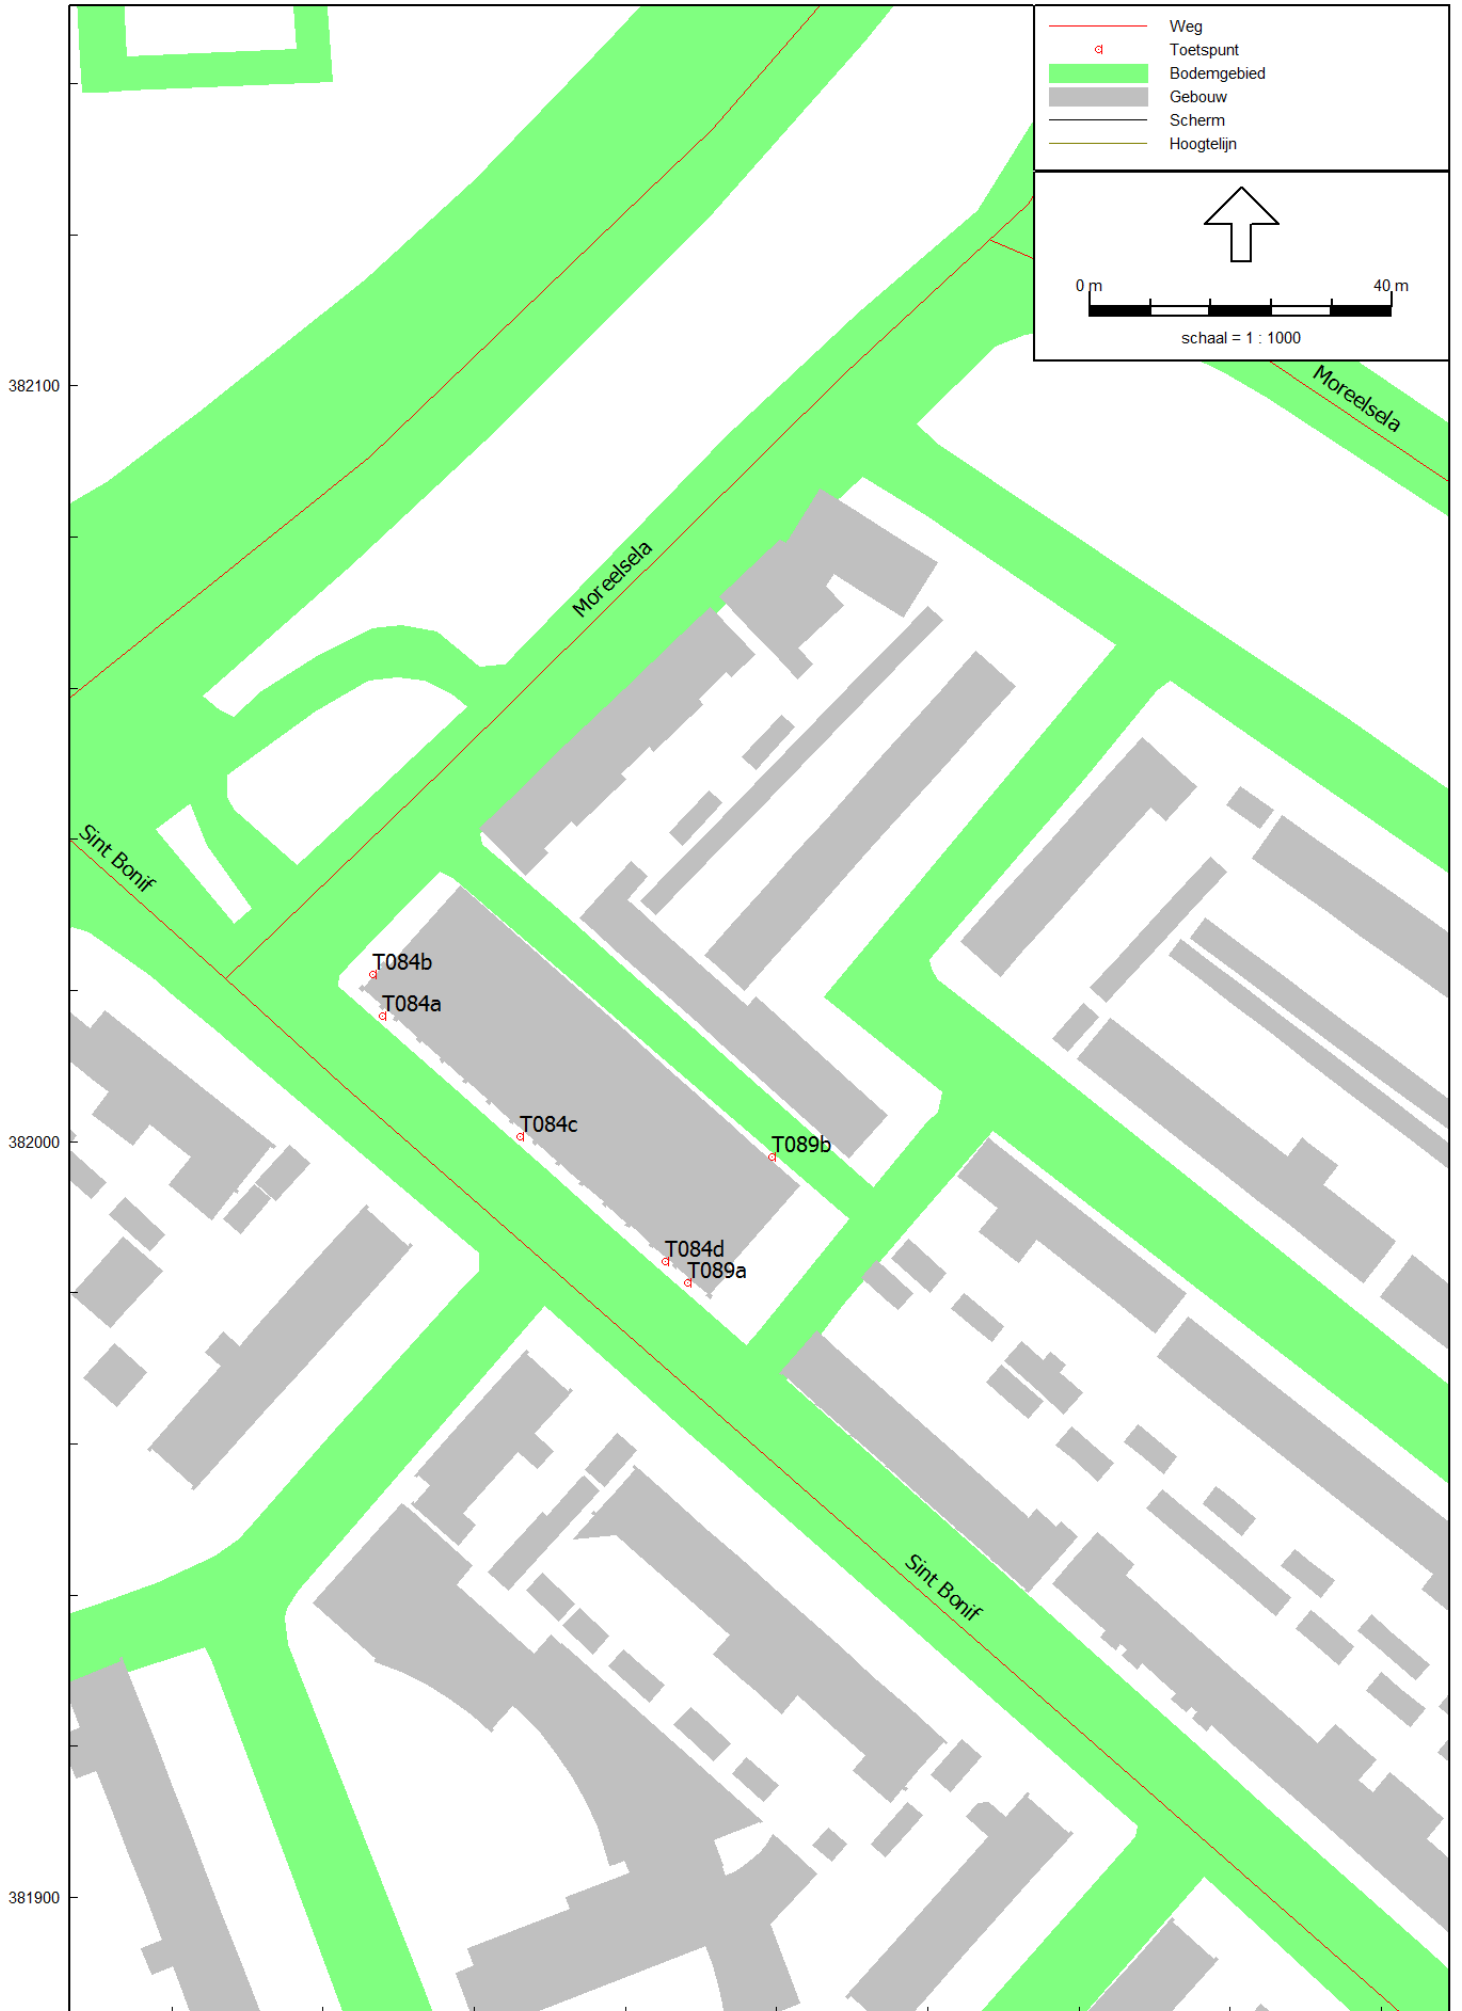 Weg
Toetspunt
Bodemgebied
Gebouw
Scherm
Hoogtelijn
0 m 40 m
schaal = 1 : 1000
Moreelsela
382100
Moreelsela
Sint Bonif
T084b
T084a
T084c
382000
T089b
T084d
T089a
Sint Bonif
381900